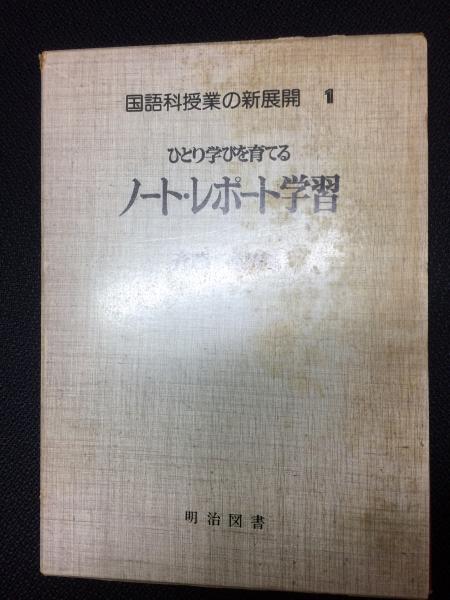 国語科授業の新展開 1
ひとり学びを育てる
ノート・レポート学習
明治図書